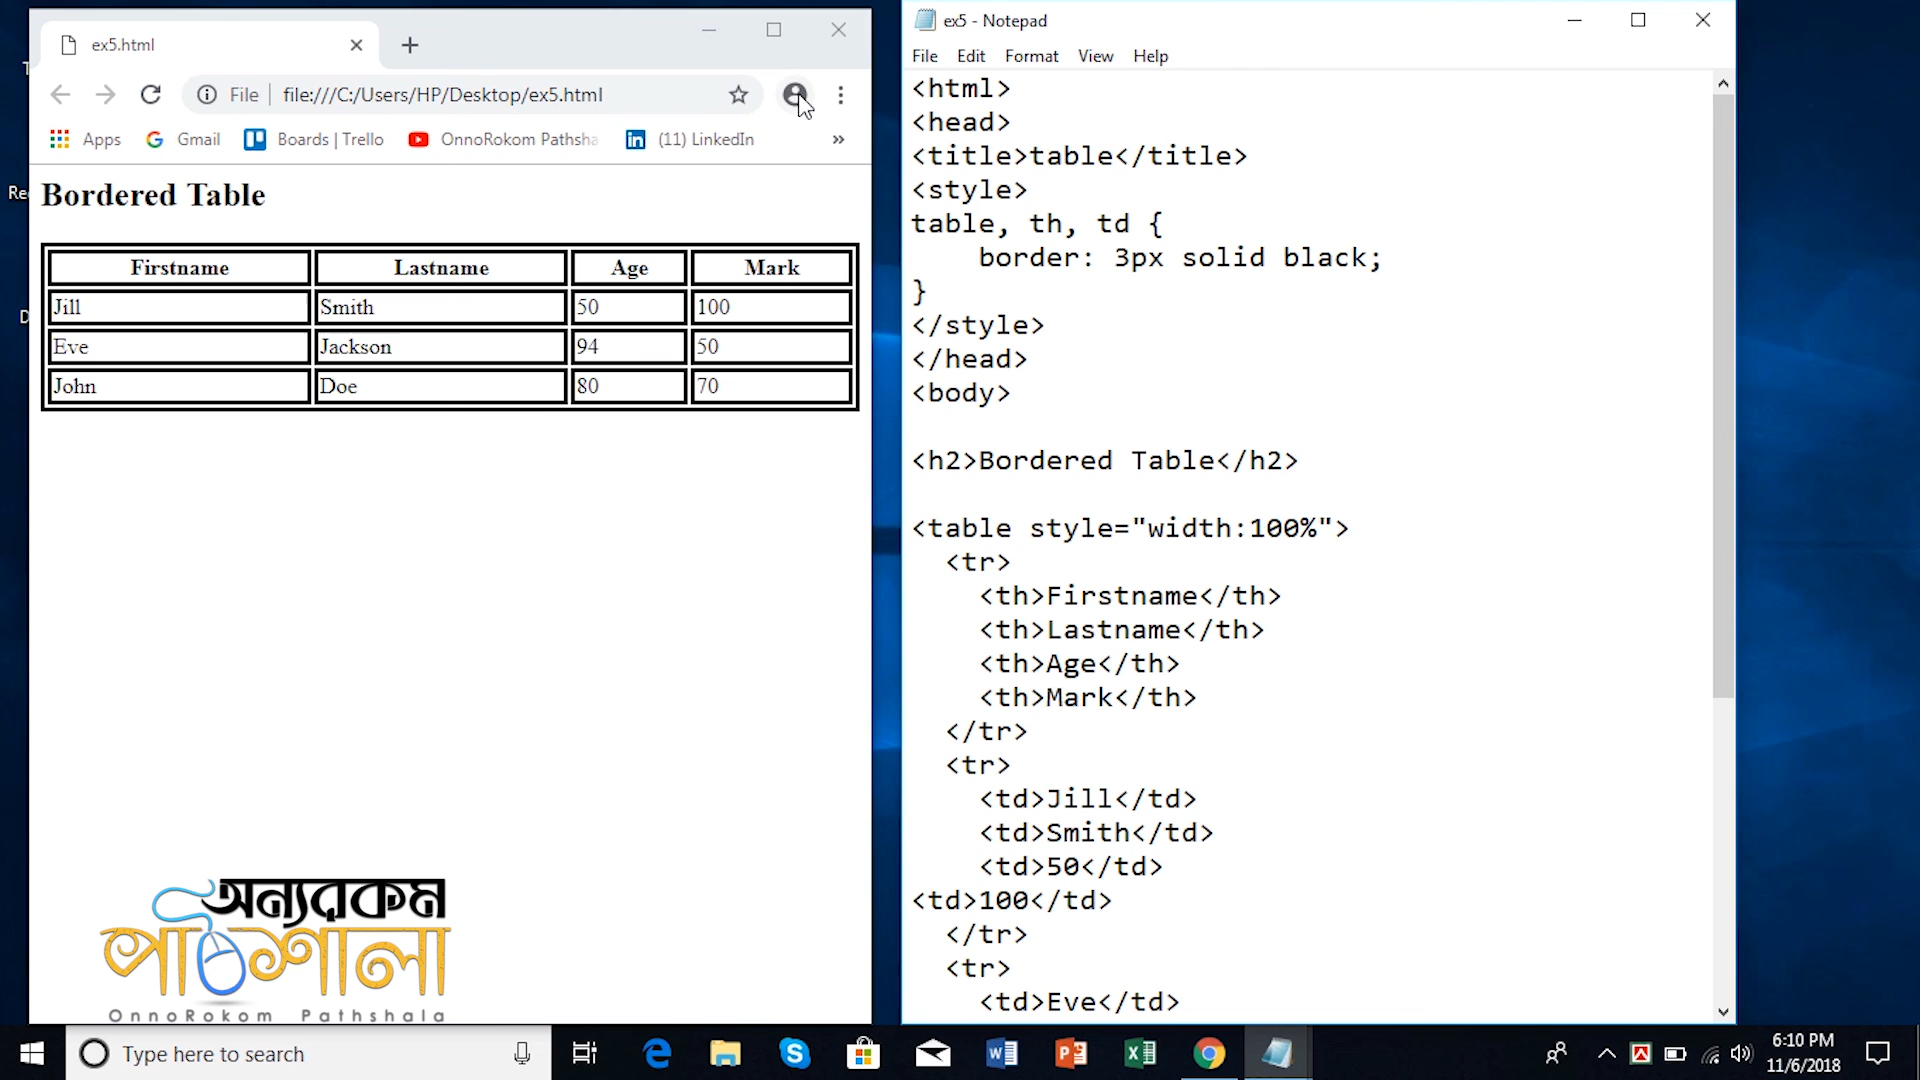 ex5.html
File
file:///C:/Users/HP/Desktop/ex5.html
Apps
Gmail
Boards | Trello
OnnoRokom Pathsha
(11) LinkedIn
Bordered Table
Firstname Lastname Age Mark
Jill Smith 50 100
Eve Jackson 94 50
John Doe 80 70
অন্যরকম
পাঠশালা
OnnoRokom Pathshala
ex5 - Notepad
File Edit Format View Help
<html>
<head>
<title>table</title>
<style>
table, th, td {
border: 3px solid black;
}
</style>
</head>
<body>
<h2>Bordered Table</h2>
<table style="width:100%">
<tr>
<th>Firstname</th>
<th>Lastname</th>
<th>Age</th>
<th>Mark</th>
</tr>
<tr>
<td>Jill</td>
<td>Smith</td>
<td>50</td>
<td>100</td>
</tr>
<tr>
<td>Eve</td>
Type here to search
6:10 PM
11/6/2018